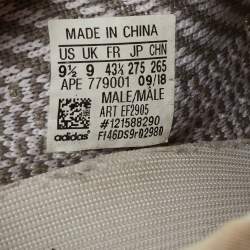 MADE IN CHINA
US UK FR JP CHN
9½ 9 43⅓ 275 265
APE 779001 09/18
MALE/MÂLE
ART EF2905
#121588290
adidas Ff46Ds9r02980